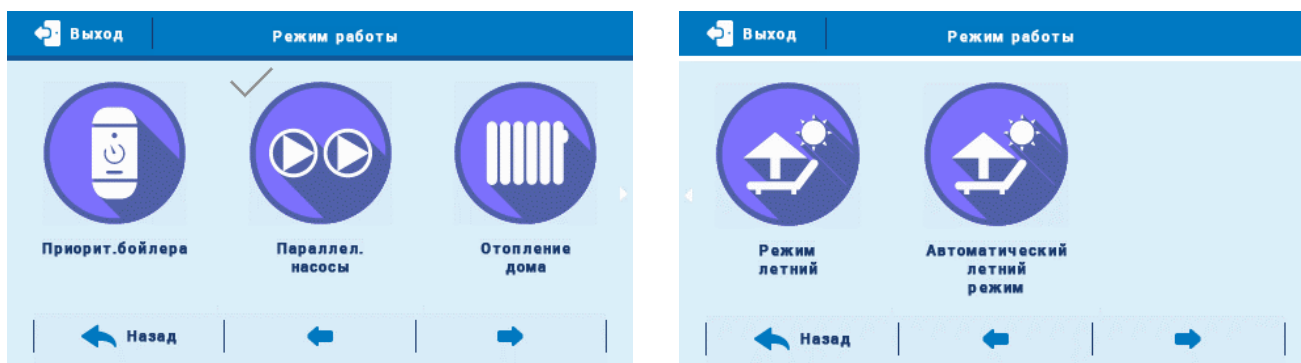 Выход
Режим работы
Приорит.бойлера
Параллел.
насосы
Отопление
дома
Назад
Выход
Режим работы
Режим
летний
Автоматический
летний
режим
Назад